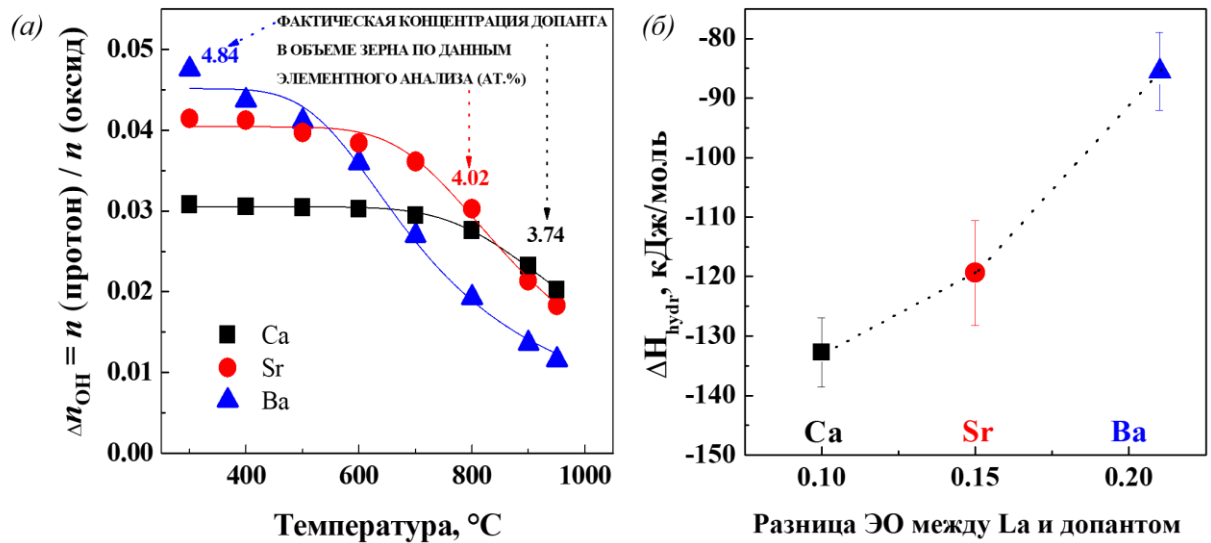 (а)
ФАКТИЧЕСКАЯ КОНЦЕНТРАЦИЯ ДОПАНТА
В ОБЪЕМЕ ЗЕРНА ПО ДАННЫМ
ЭЛЕМЕНТНОГО АНАЛИЗА (АТ.%)
4.84
4.02
3.74
Δn_OH = n (протон) / n (оксид)
0.05
0.04
0.03
0.02
0.01
0.00
Ca
Sr
Ba
400
600
800
1000
Температура, °C
(б)
ΔH_hydr, кДж/моль
-80
-90
-100
-110
-120
-130
-140
-150
Ca
Sr
Ba
0.10
0.15
0.20
Разница ЭО между La и допантом